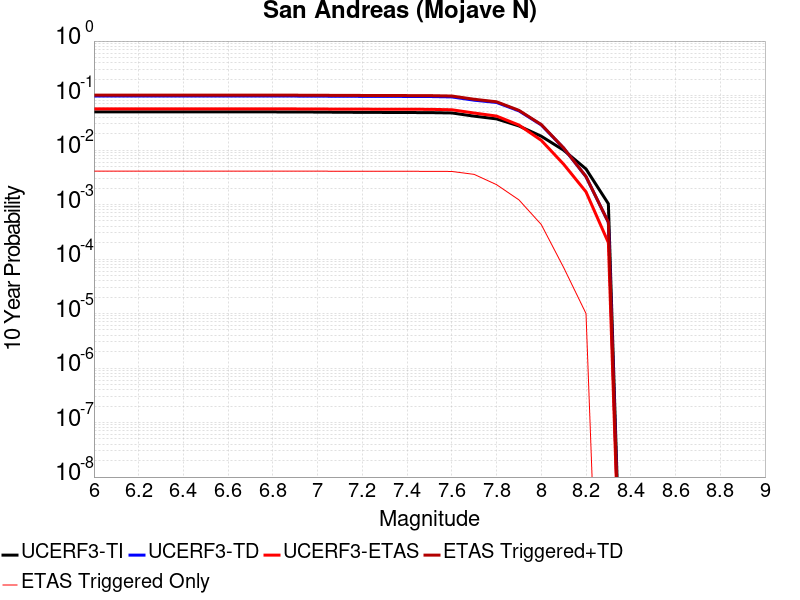 San Andreas (Mojave N)
10 0
10-1
10-2
10-3
10-4
10-5
10-6
10-7
10-8
10 Year Probability
6 6.2 6.4 6.6 6.8 7 7.2 7.4 7.6 7.8 8 8.2 8.4 8.6 8.8 9
Magnitude
UCERF3-TI UCERF3-TD UCERF3-ETAS ETAS Triggered+TD
ETAS Triggered Only